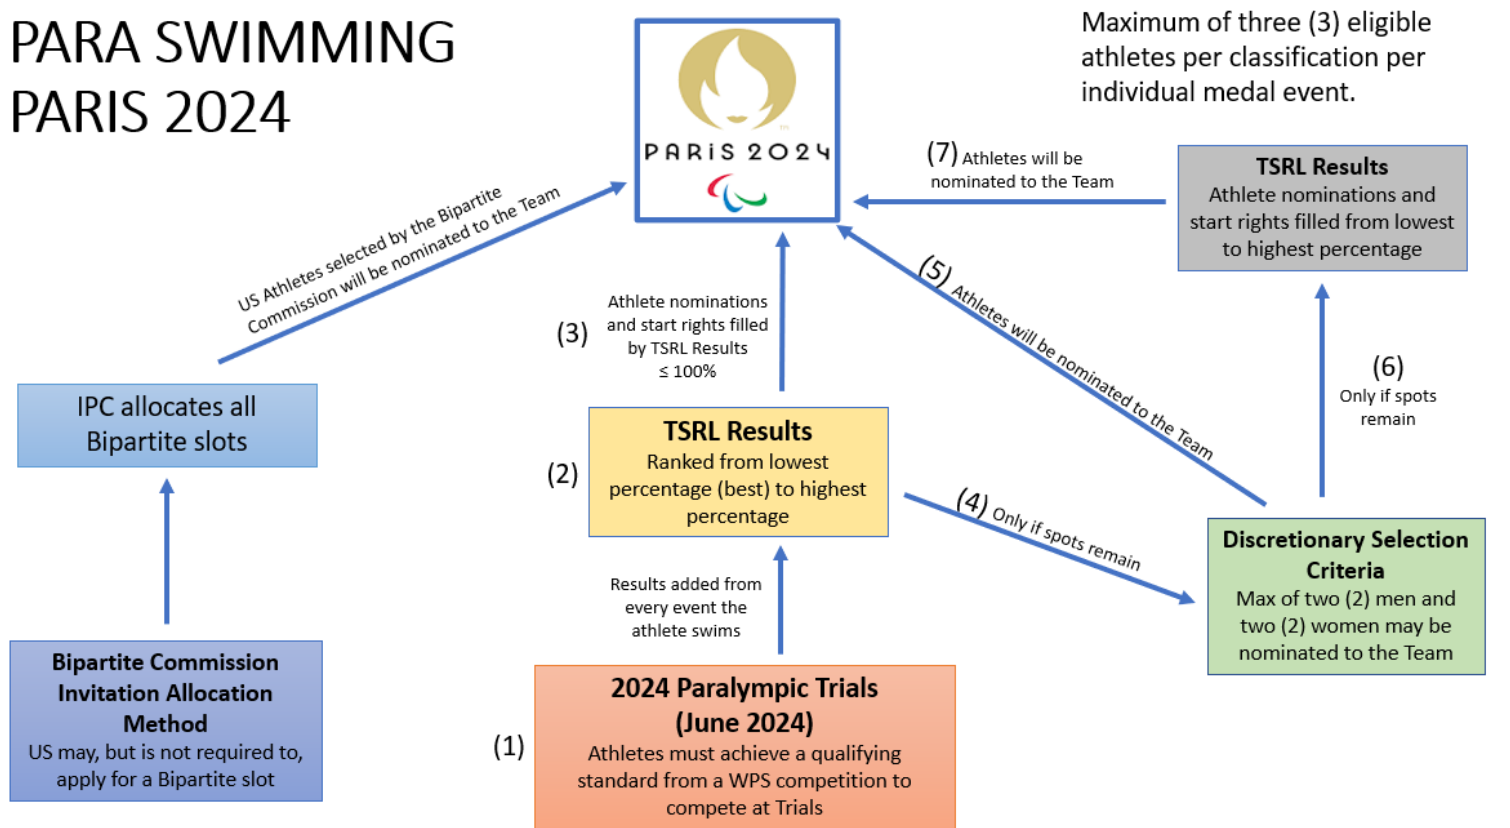 PARA SWIMMING
PARIS 2024
PARIS 2024
TM
Maximum of three (3) eligible
athletes per classification per
individual medal event.
(7) Athletes will be
nominated to the Team
TSRL Results
Athlete nominations and
start rights filled from lowest
to highest percentage
US Athletes selected by the Bipartite
Commission will be nominated to the Team
(5) Athletes will be nominated to the Team
(3)
Athlete nominations
and start rights filled
by TSRL Results
≤ 100%
(6)
Only if spots
remain
IPC allocates all
Bipartite slots
(2)
TSRL Results
Ranked from lowest
percentage (best) to highest
percentage
(4) Only if spots remain
Discretionary Selection
Criteria
Max of two (2) men and
two (2) women may be
nominated to the Team
Results added from
every event the
athlete swims
Bipartite Commission
Invitation Allocation
Method
US may, but is not required to,
apply for a Bipartite slot
(1)
2024 Paralympic Trials
(June 2024)
Athletes must achieve a qualifying
standard from a WPS competition to
compete at Trials